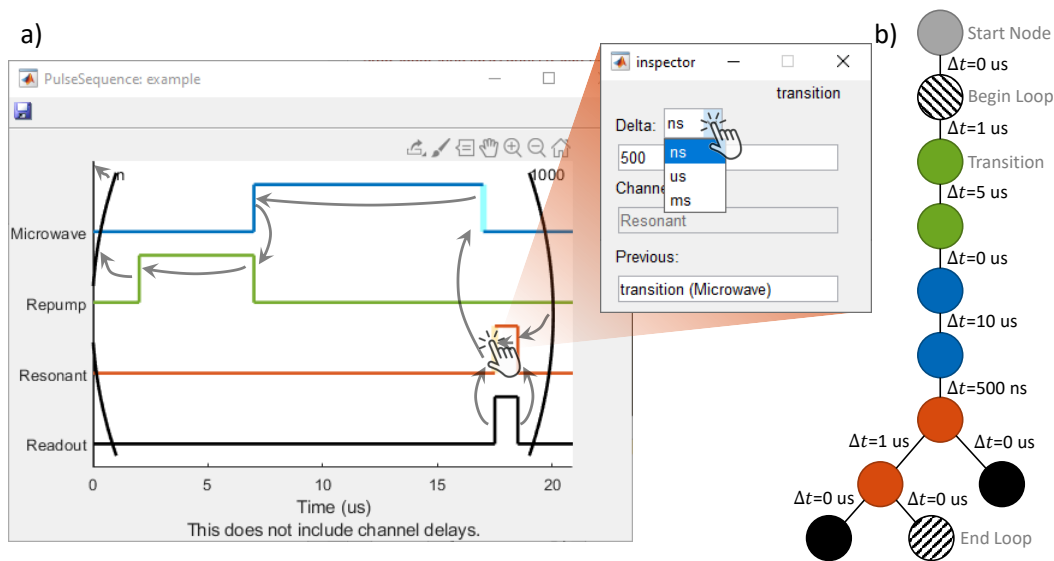 a)
PulseSequence: example
n
1000
Microwave
Repump
Resonant
Readout
0
5
10
15
20
Time (us)
This does not include channel delays.
inspector
transition
Delta:
ns
500
ns
us
ms
Resonant
Previous:
transition (Microwave)
b)
Start Node
Δt=0 us
Begin Loop
Δt=1 us
Transition
Δt=5 us
Δt=0 us
Δt=10 us
Δt=500 ns
Δt=1 us
Δt=0 us
Δt=0 us
Δt=0 us
End Loop